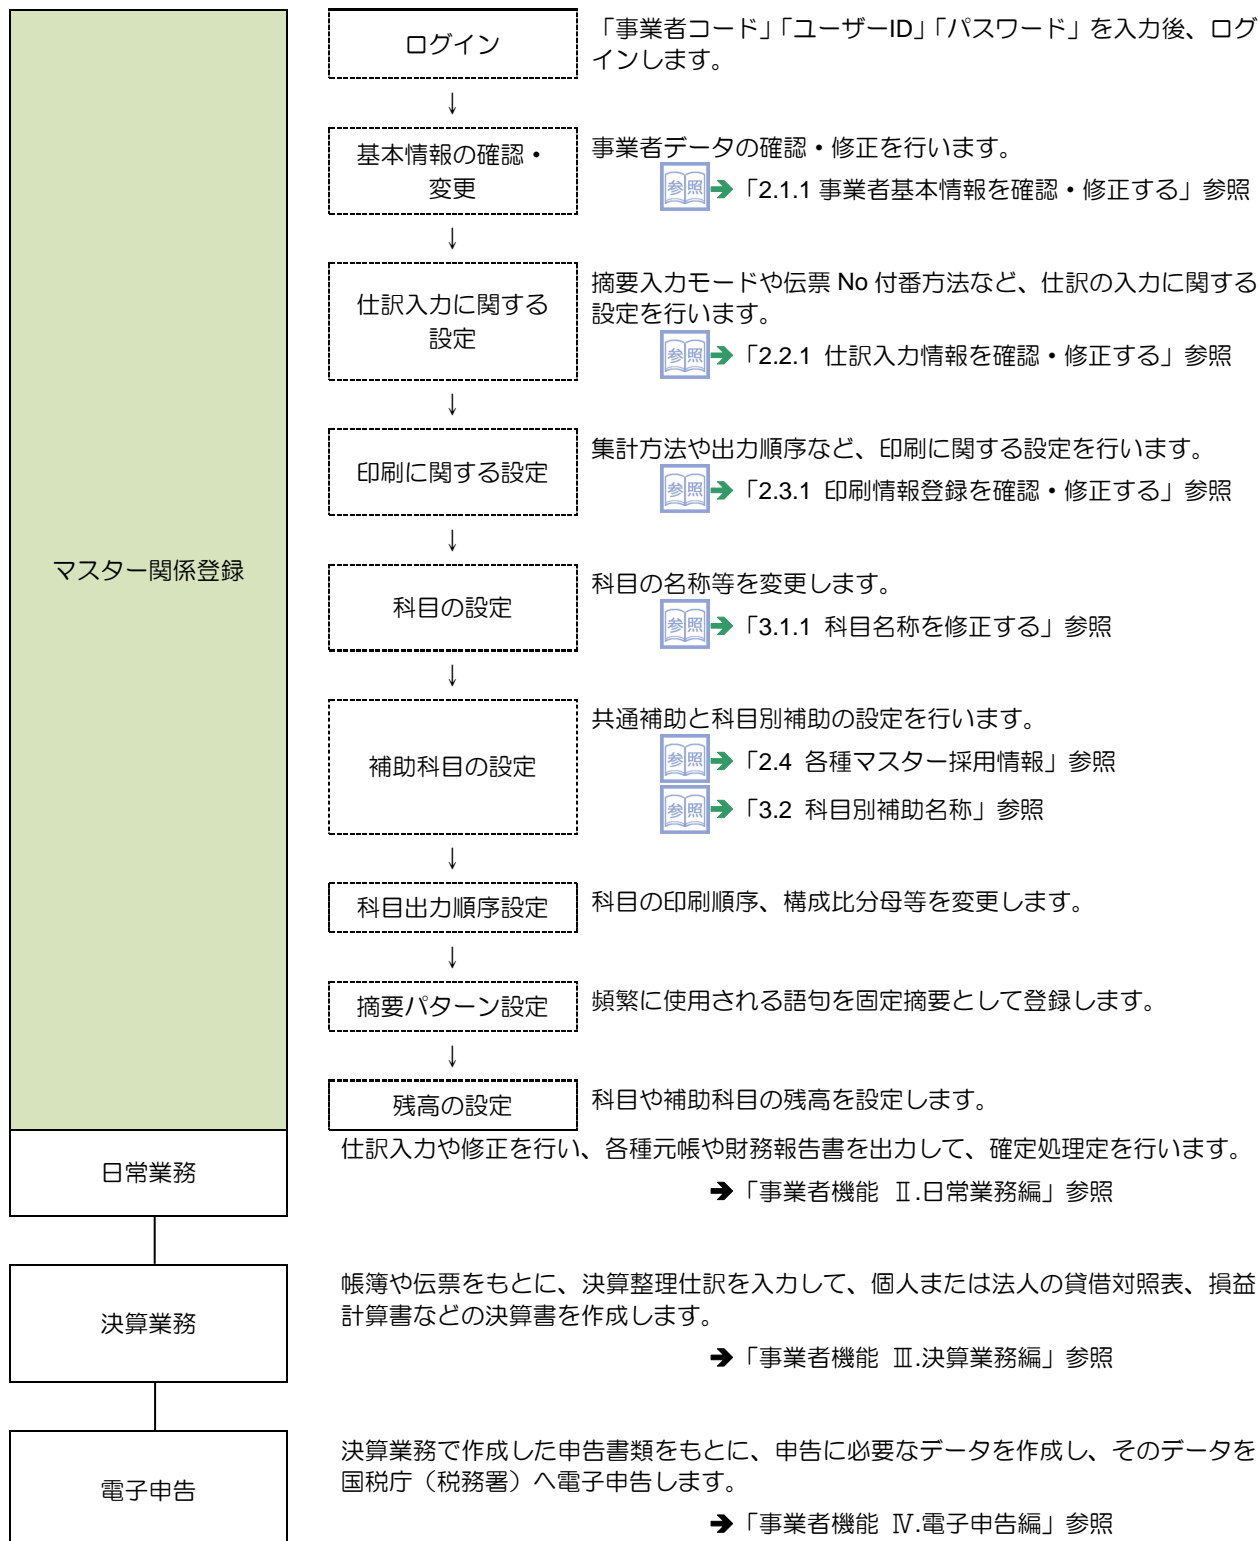 マスター関係登録
ログイン
「事業者コード」「ユーザーID」「パスワード」を入力後、ログ
インします。
↓
基本情報の確認・
変更
事業者データの確認・修正を行います。
参照➔「2.1.1 事業者基本情報を確認・修正する」参照
↓
仕訳入力に関する
設定
摘要入力モードや伝票 No 付番方法など、仕訳の入力に関する
設定を行います。
参照➔「2.2.1 仕訳入力情報を確認・修正する」参照
↓
印刷に関する設定
集計方法や出力順序など、印刷に関する設定を行います。
参照➔「2.3.1 印刷情報登録を確認・修正する」参照
↓
科目の設定
科目の名称等を変更します。
参照➔「3.1.1 科目名称を修正する」参照
↓
補助科目の設定
共通補助と科目別補助の設定を行います。
参照➔「2.4 各種マスター採用情報」参照
参照➔「3.2 科目別補助名称」参照
↓
科目出力順序設定
科目の印刷順序、構成比分母等を変更します。
↓
摘要パターン設定
頻繁に使用される語句を固定摘要として登録します。
↓
残高の設定
科目や補助科目の残高を設定します。
日常業務
仕訳入力や修正を行い、各種元帳や財務報告書を出力して、確定処理定を行います。
➔「事業者機能 Ⅱ.日常業務編」参照
決算業務
帳簿や伝票をもとに、決算整理仕訳を入力して、個人または法人の貸借対照表、損益
計算書などの決算書を作成します。
➔「事業者機能 Ⅲ.決算業務編」参照
電子申告
決算業務で作成した申告書類をもとに、申告に必要なデータを作成し、そのデータを
国税庁（税務署）へ電子申告します。
➔「事業者機能 Ⅳ.電子申告編」参照